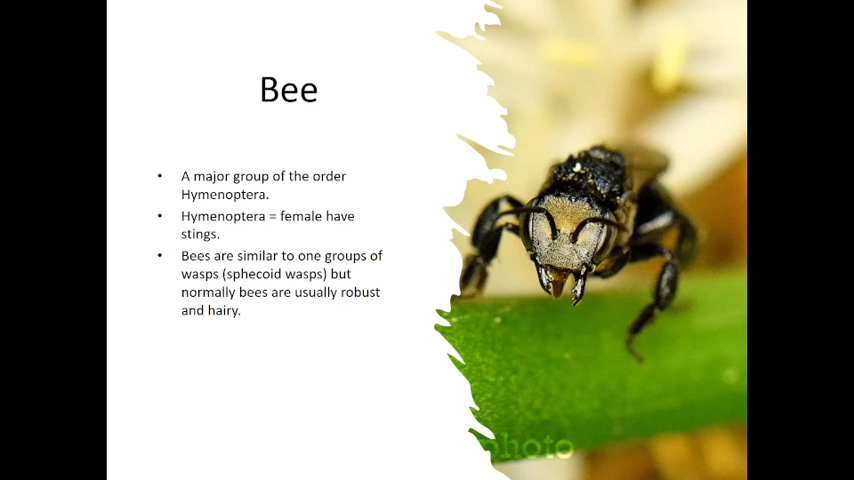 Bee
• A major group of the order
Hymenoptera.
• Hymenoptera = female have
stings.
• Bees are similar to one groups of
wasps (sphecoid wasps) but
normally bees are usually robust
and hairy.
photo